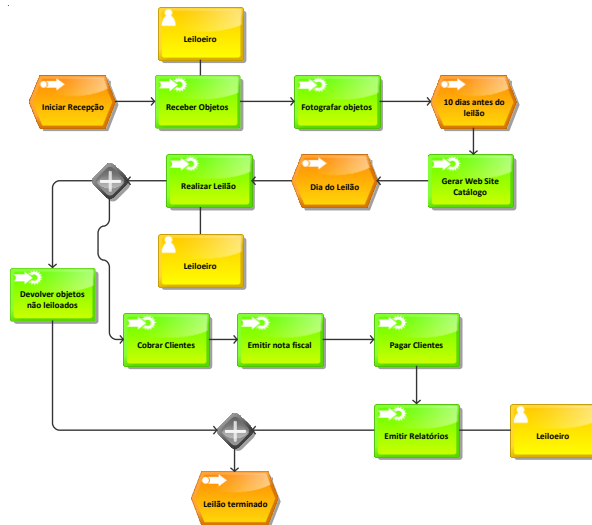 Leiloeiro
Iniciar Recepção
Receber Objetos
Fotografar objetos
10 dias antes do
leilão
Realizar Leilão
Dia do Leilão
Gerar Web Site
Catálogo
Leiloeiro
Devolver objetos
não leiloados
Cobrar Clientes
Emitir nota fiscal
Pagar Clientes
Emitir Relatórios
Leiloeiro
Leilão terminado